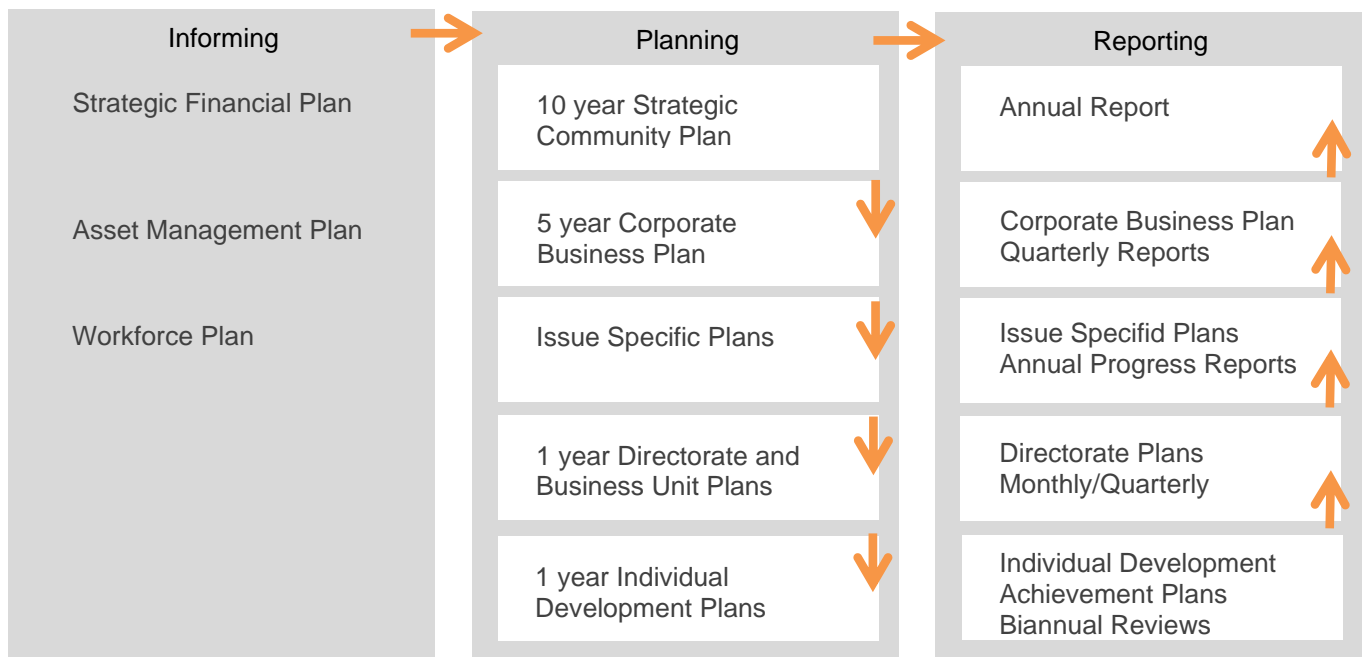 Informing
Strategic Financial Plan
Asset Management Plan
Workforce Plan
Planning
10 year Strategic
Community Plan
5 year Corporate
Business Plan
Issue Specific Plans
1 year Directorate and
Business Unit Plans
1 year Individual
Development Plans
Reporting
Annual Report
Corporate Business Plan
Quarterly Reports
Issue Specifid Plans
Annual Progress Reports
Directorate Plans
Monthly/Quarterly
Individual Development
Achievement Plans
Biannual Reviews